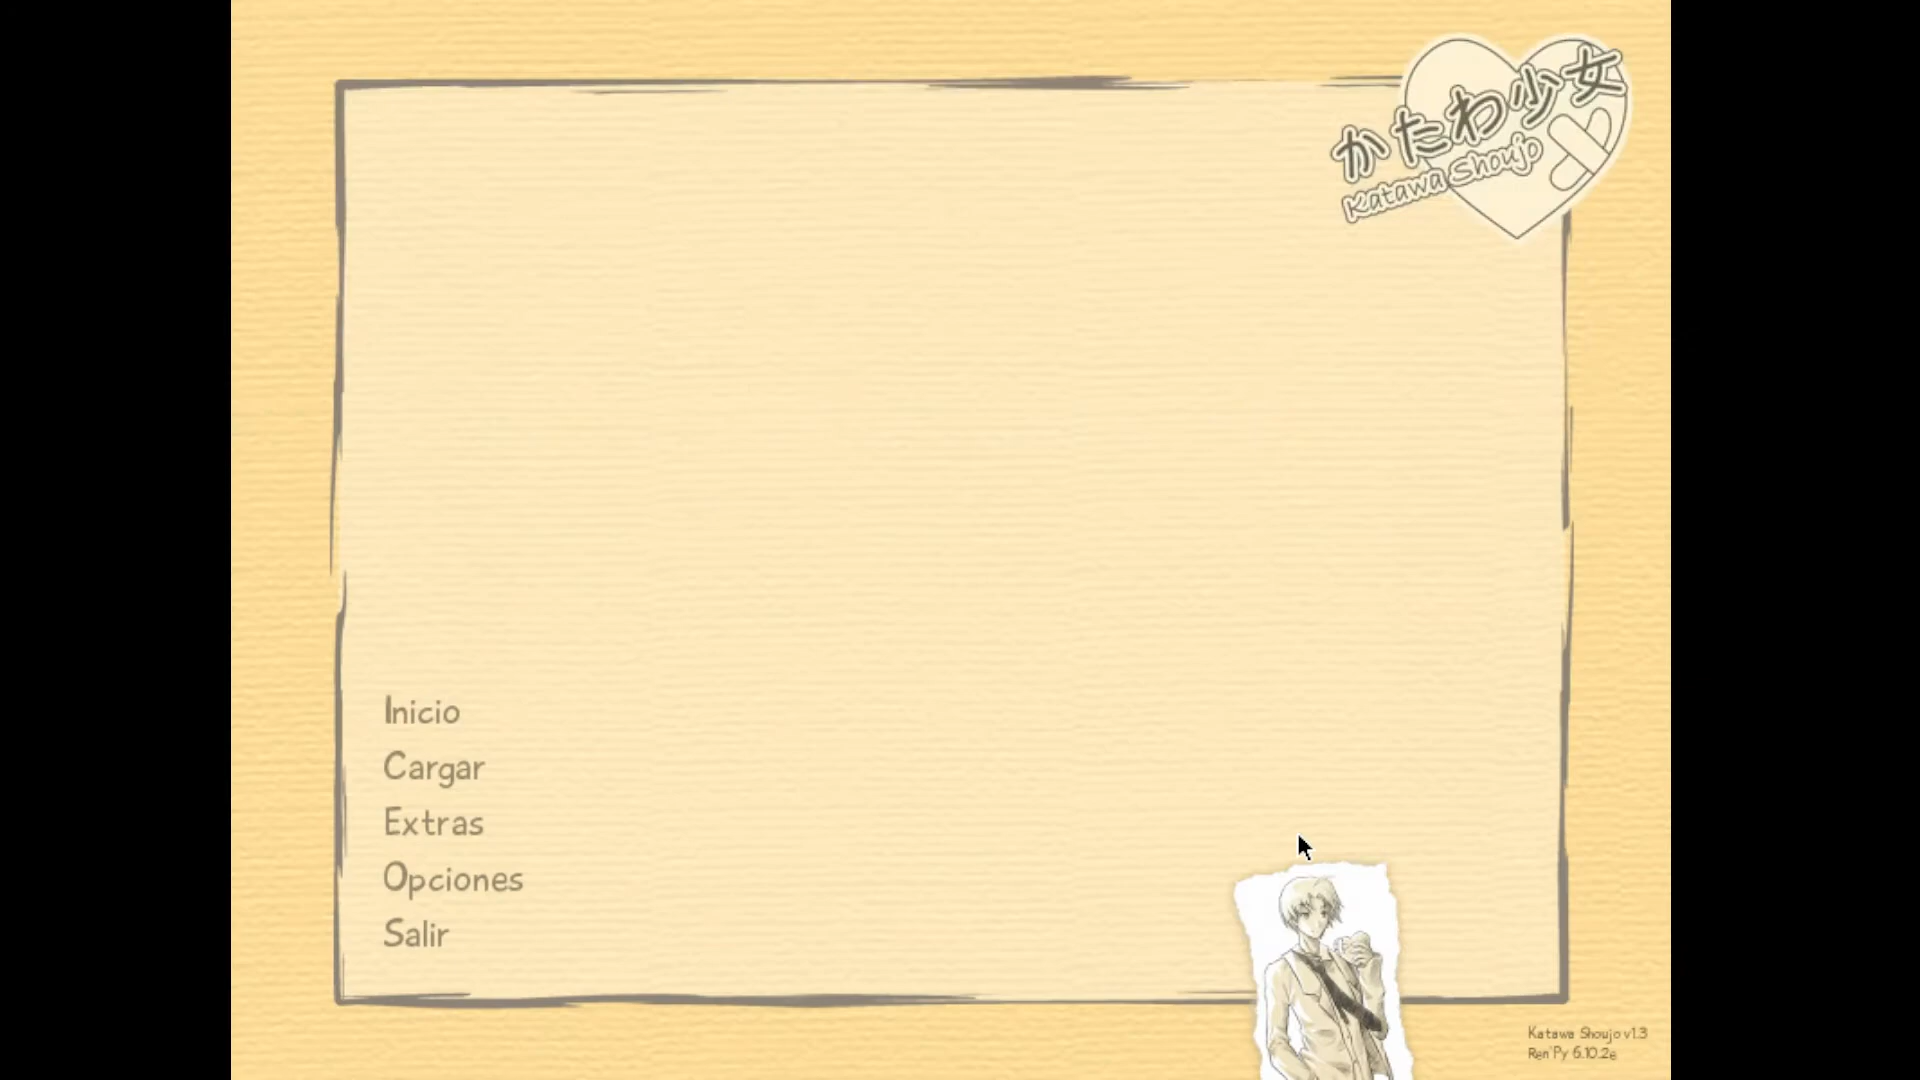 かたわ少女
Katawa Shoujo
Inicio
Cargar
Extras
Opciones
Salir
Katawa Shoujo v1.3
Ren'Py 6.10.2e